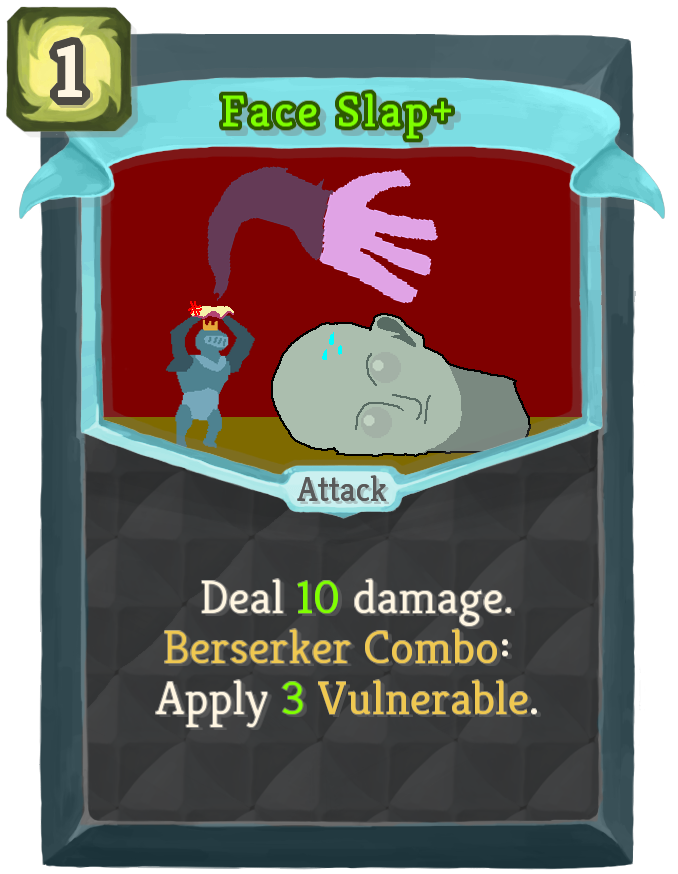 1
Face Slap+
Attack
Deal 10 damage.
Berserker Combo:
Apply 3 Vulnerable.